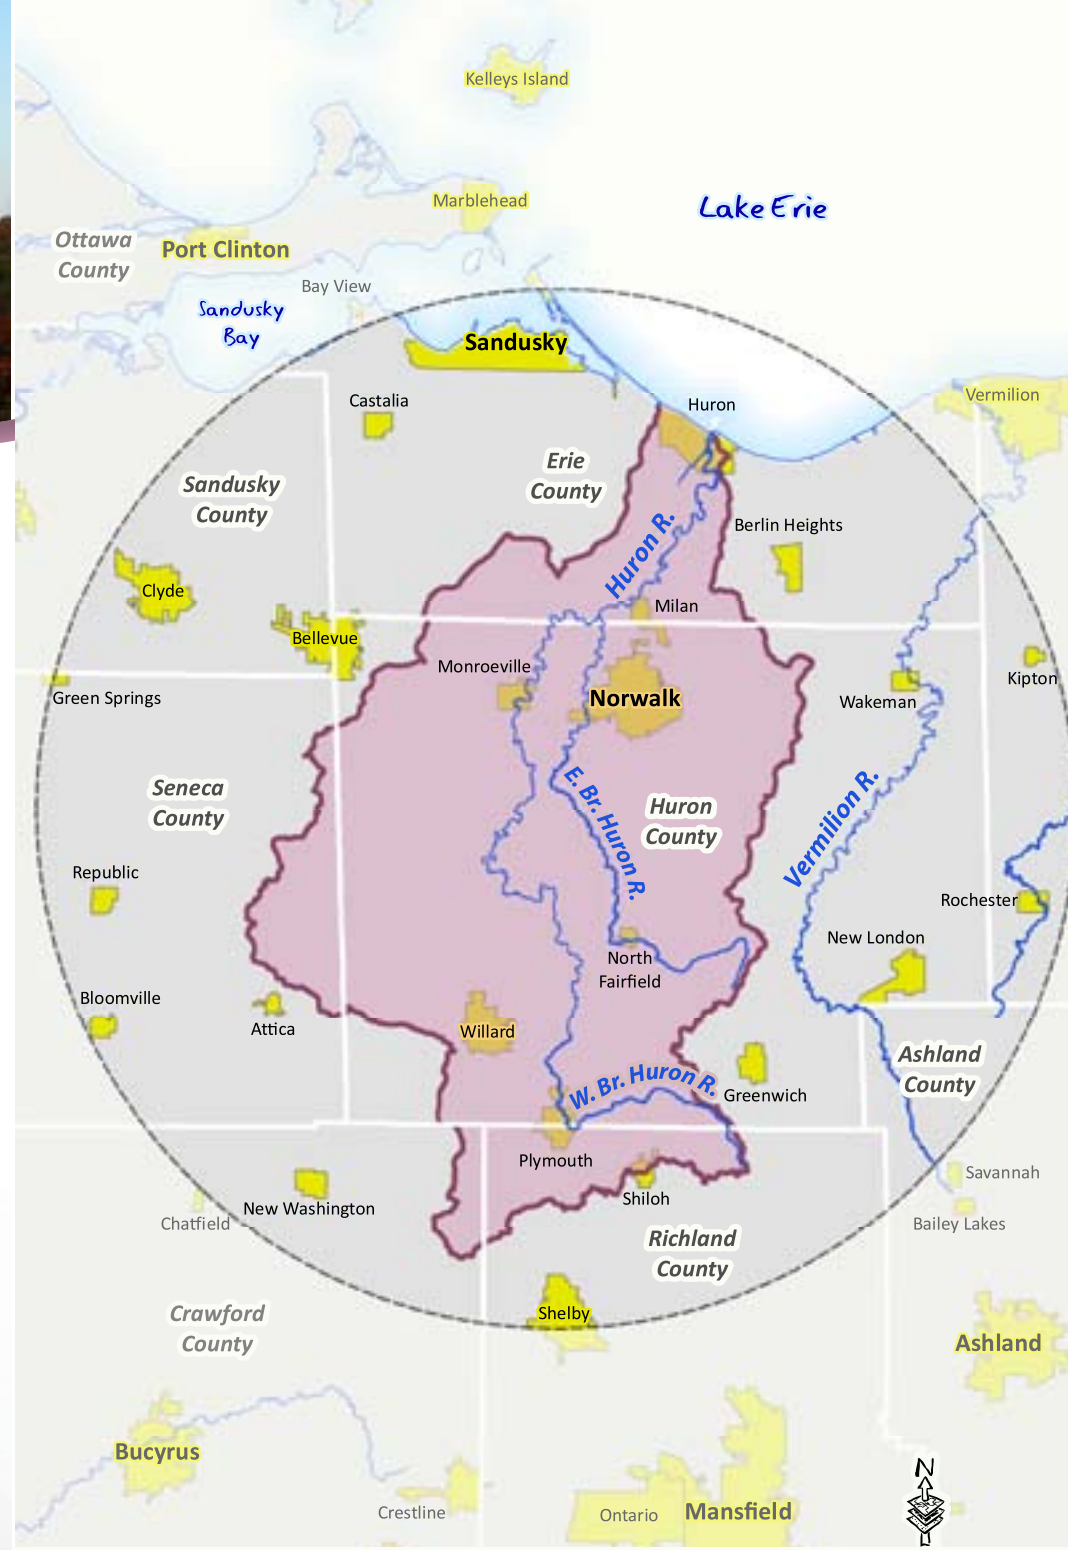 Kelleys Island
Marblehead
Lake Erie
Ottawa
County
Port Clinton
Bay View
Sandusky
Bay
Sandusky
Castalia
Huron
Vermilion
Erie
County
Sandusky
County
Berlin Heights
Huron R.
Clyde
Milan
Bellevue
Monroeville
Green Springs
Norwalk
Wakeman
Kipton
Seneca
County
E. Br. Huron R.
Huron
County
Vermilion R.
Republic
Rochester
New London
North
Fairfield
Bloomville
Attica
Willard
Ashland
County
W. Br. Huron R.
Greenwich
Plymouth
Shiloh
Savannah
New Washington
Chatfield
Bailey Lakes
Richland
County
Crawford
County
Shelby
Ashland
Bucyrus
Crestline
Ontario
Mansfield
N